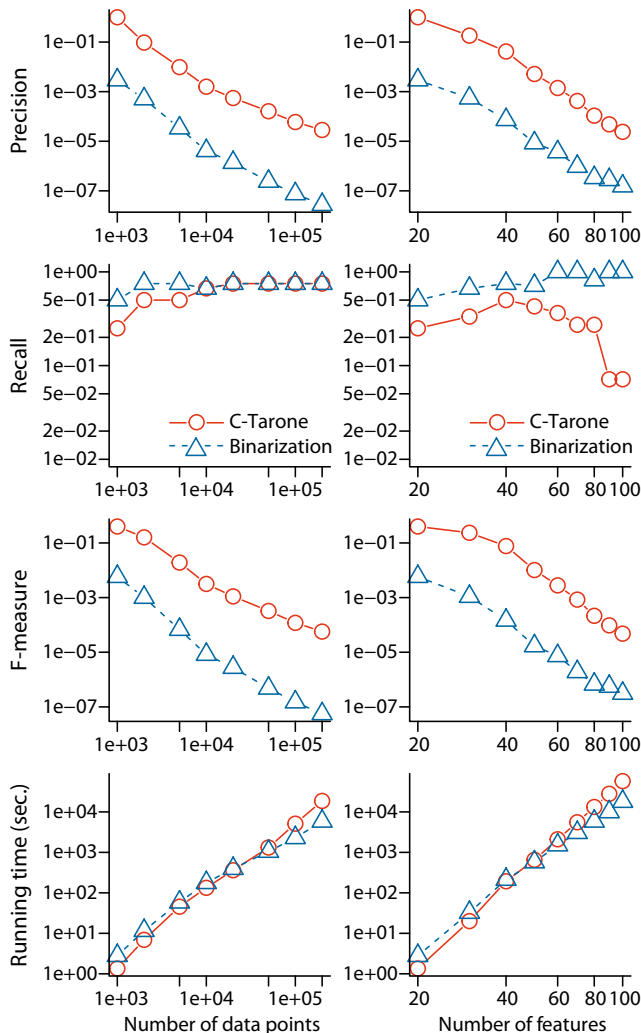 Precision
1e−01
1e−03
1e−05
1e−07
1e+03 1e+04 1e+05
1e−01
1e−03
1e−05
1e−07
20 40 60 80 100
Recall
1e+00
5e−01
2e−01
1e−01
5e−02
2e−02
1e−02
C-Tarone
Binarization
1e+03 1e+04 1e+05
1e+00
5e−01
2e−01
1e−01
5e−02
2e−02
1e−02
C-Tarone
Binarization
20 40 60 80 100
F-measure
1e−01
1e−03
1e−05
1e−07
1e+03 1e+04 1e+05
1e−01
1e−03
1e−05
1e−07
20 40 60 80 100
Running time (sec.)
1e+04
1e+03
1e+02
1e+01
1e+00
1e+03 1e+04 1e+05
Number of data points
1e+04
1e+03
1e+02
1e+01
1e+00
20 40 60 80 100
Number of features